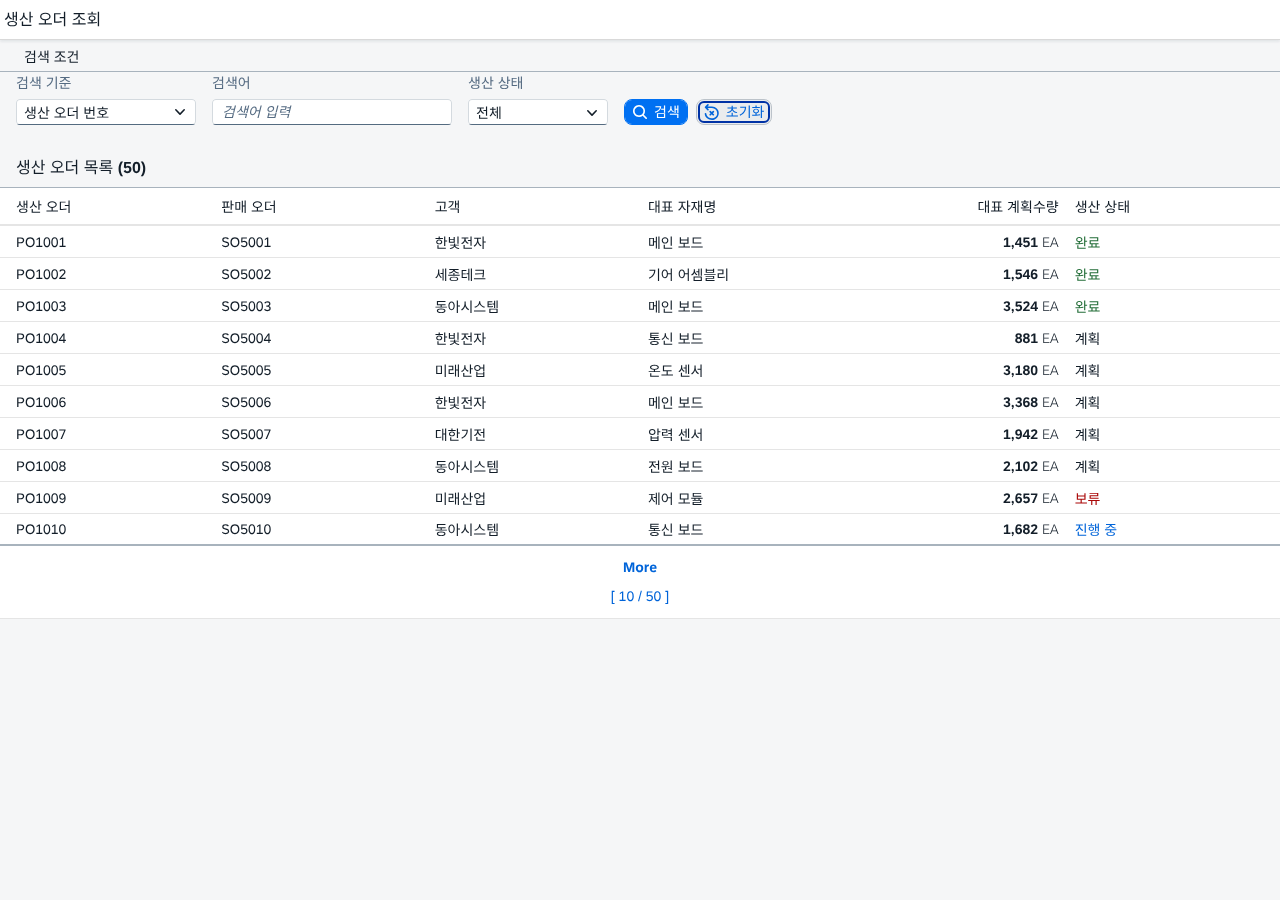 생산 오더 조회
검색 조건
검색 기준 검색어 생산 상태
생산 오더 번호 검색어 입력 전체 검색 초기화
생산 오더 목록 (50)
생산 오더 판매 오더 고객 대표 자재명 대표 계획수량 생산 상태
PO1001 SO5001 한빛전자 메인 보드 1,451 EA 완료
PO1002 SO5002 세종테크 기어 어셈블리 1,546 EA 완료
PO1003 SO5003 동아시스템 메인 보드 3,524 EA 완료
PO1004 SO5004 한빛전자 통신 보드 881 EA 계획
PO1005 SO5005 미래산업 온도 센서 3,180 EA 계획
PO1006 SO5006 한빛전자 메인 보드 3,368 EA 계획
PO1007 SO5007 대한기전 압력 센서 1,942 EA 계획
PO1008 SO5008 동아시스템 전원 보드 2,102 EA 계획
PO1009 SO5009 미래산업 제어 모듈 2,657 EA 보류
PO1010 SO5010 동아시스템 통신 보드 1,682 EA 진행 중
More
[ 10 / 50 ]